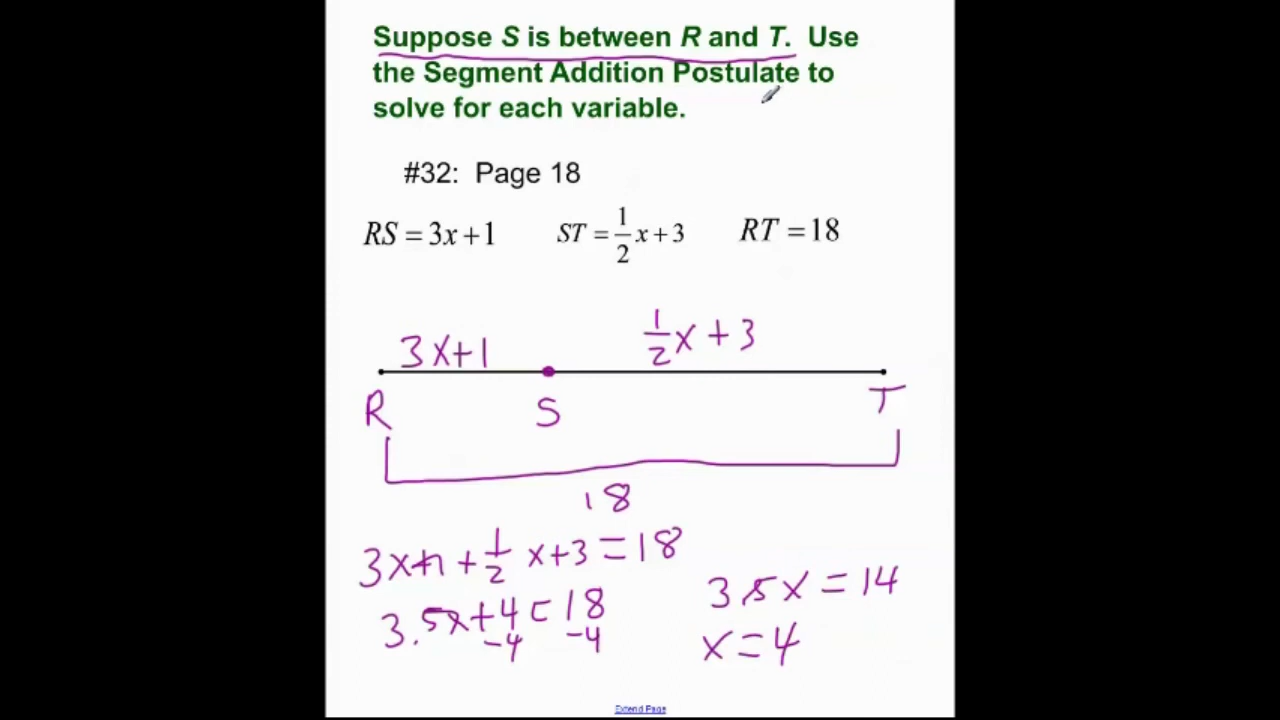 Suppose S is between R and T. Use
the Segment Addition Postulate to
solve for each variable.
#32: Page 18
RS = 3x + 1 ST = 1/2 x + 3 RT = 18
3x+1 1/2 x + 3
R S T
18
3x+1 + 1/2 x+3 = 18
3.5x+4 = 18
-4 -4
3.5x = 14
x = 4
Extend Page